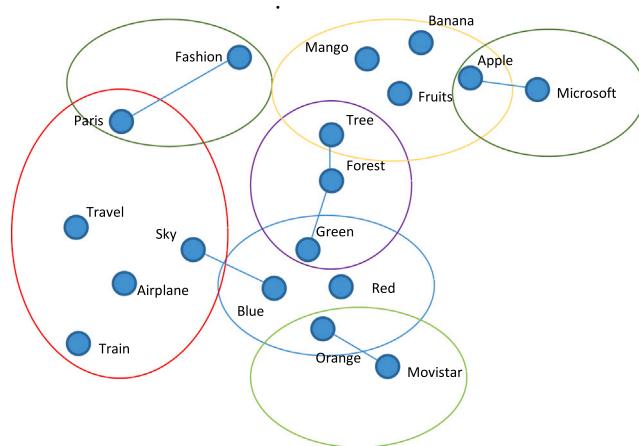 Banana
Mango
Fashion
Apple
Fruits
Microsoft
Paris
Tree
Forest
Travel
Sky
Green
Airplane
Red
Blue
Train
Orange
Movistar